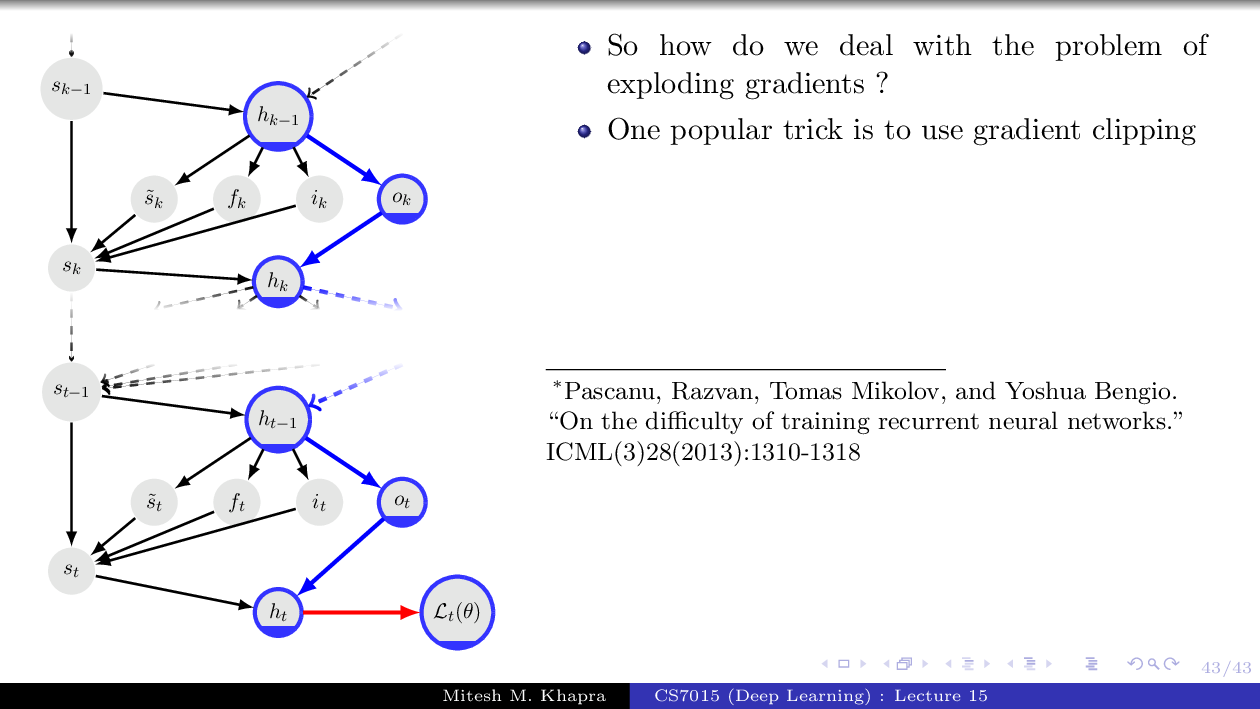 So how do we deal with the problem of
exploding gradients ?
One popular trick is to use gradient clipping
s_{k−1}
h_{k−1}
s̃_k
f_k
i_k
o_k
s_k
h_k
s_{t−1}
h_{t−1}
s̃_t
f_t
i_t
o_t
s_t
h_t
ℒ_t(θ)
*Pascanu, Razvan, Tomas Mikolov, and Yoshua Bengio.
“On the difficulty of training recurrent neural networks.”
ICML(3)28(2013):1310-1318
43/43
Mitesh M. Khapra
CS7015 (Deep Learning) : Lecture 15